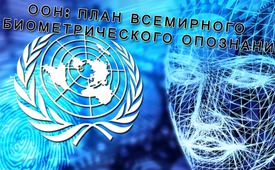 ООН: ПЛАН ВСЕМИРНОГО
БИОМЕТРИЧЕСКОГО ОПОЗНАНИ